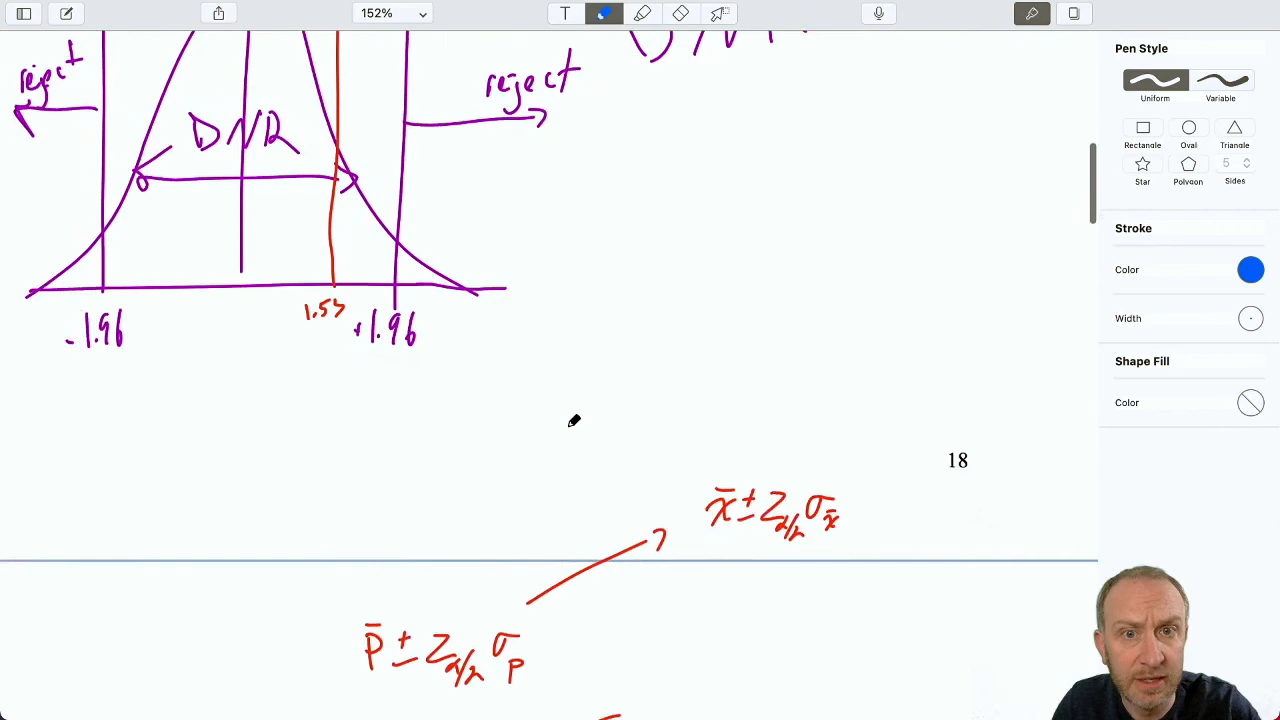 152%
T
Pen Style
Uniform
Variable
Rectangle
Oval
Triangle
Star
Polygon
5
Sides
Stroke
Color
Width
Shape Fill
Color
reject
reject
DNR
1.53
-1.96
+1.96
18
x̄ ± Z α/2 σ x̄
p̄ ± Z α/2 σ p